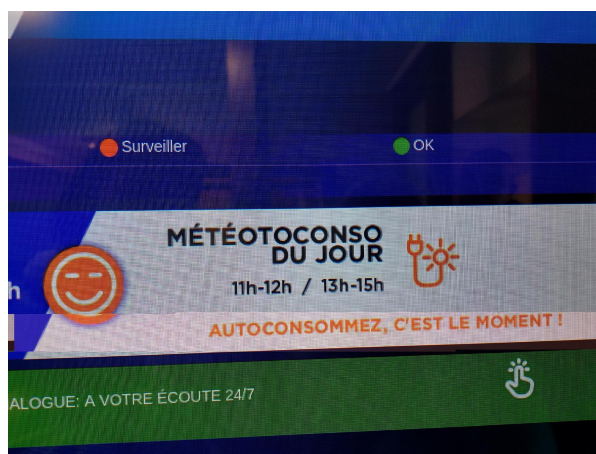 Surveiller
OK
MÉTÉOTOCONSO
DU JOUR
h
11h-12h / 13h-15h
AUTOCONSOMMEZ, C'EST LE MOMENT !
ALOGUE: A VOTRE ÉCOUTE 24/7